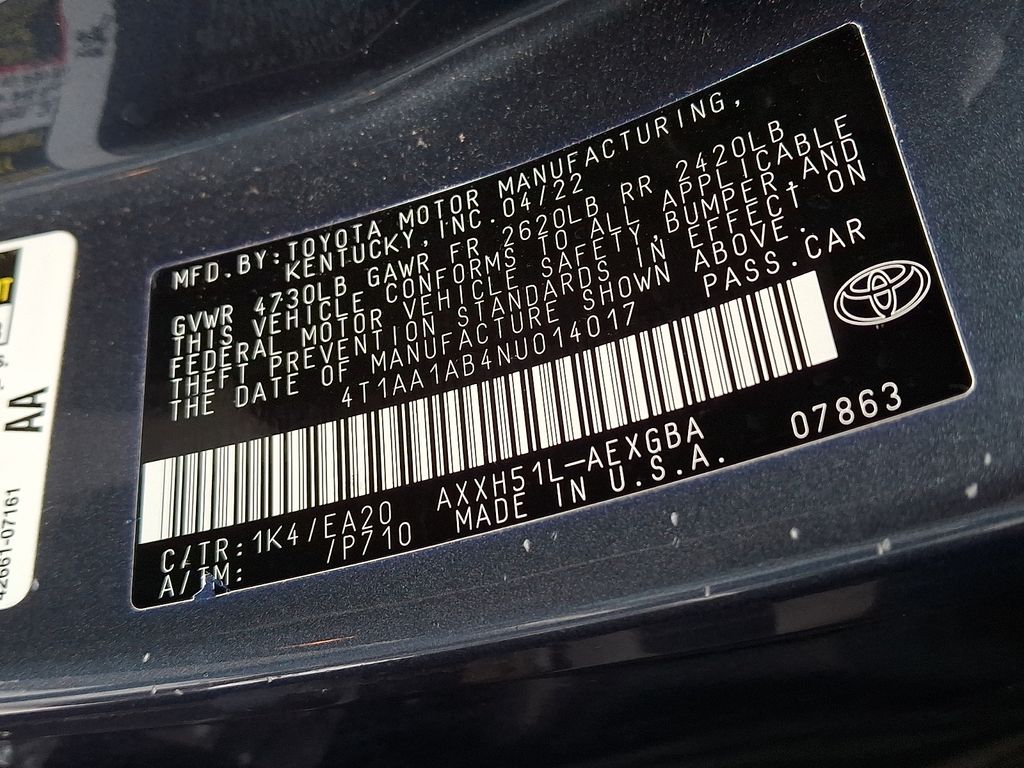 MFD.BY:TOYOTA MOTOR MANUFACTURING,
KENTUCKY,INC.04/22
GVWR 4730LB GAWR FR 2620LB RR 2420LB
THIS VEHICLE CONFORMS TO ALL APPLICABLE
FEDERAL MOTOR VEHICLE SAFETY,BUMPER,AND
THEFT PREVENTION STANDARDS IN EFFECT ON
THE DATE OF MANUFACTURE SHOWN ABOVE.
4T1AA1AB4NU014017 PASS.CAR
C/TR:1K4/EA20 AXXH51L-AEXGBA 07863
A/TM: /P710 MADE IN U.S.A.
AA
42661-07161